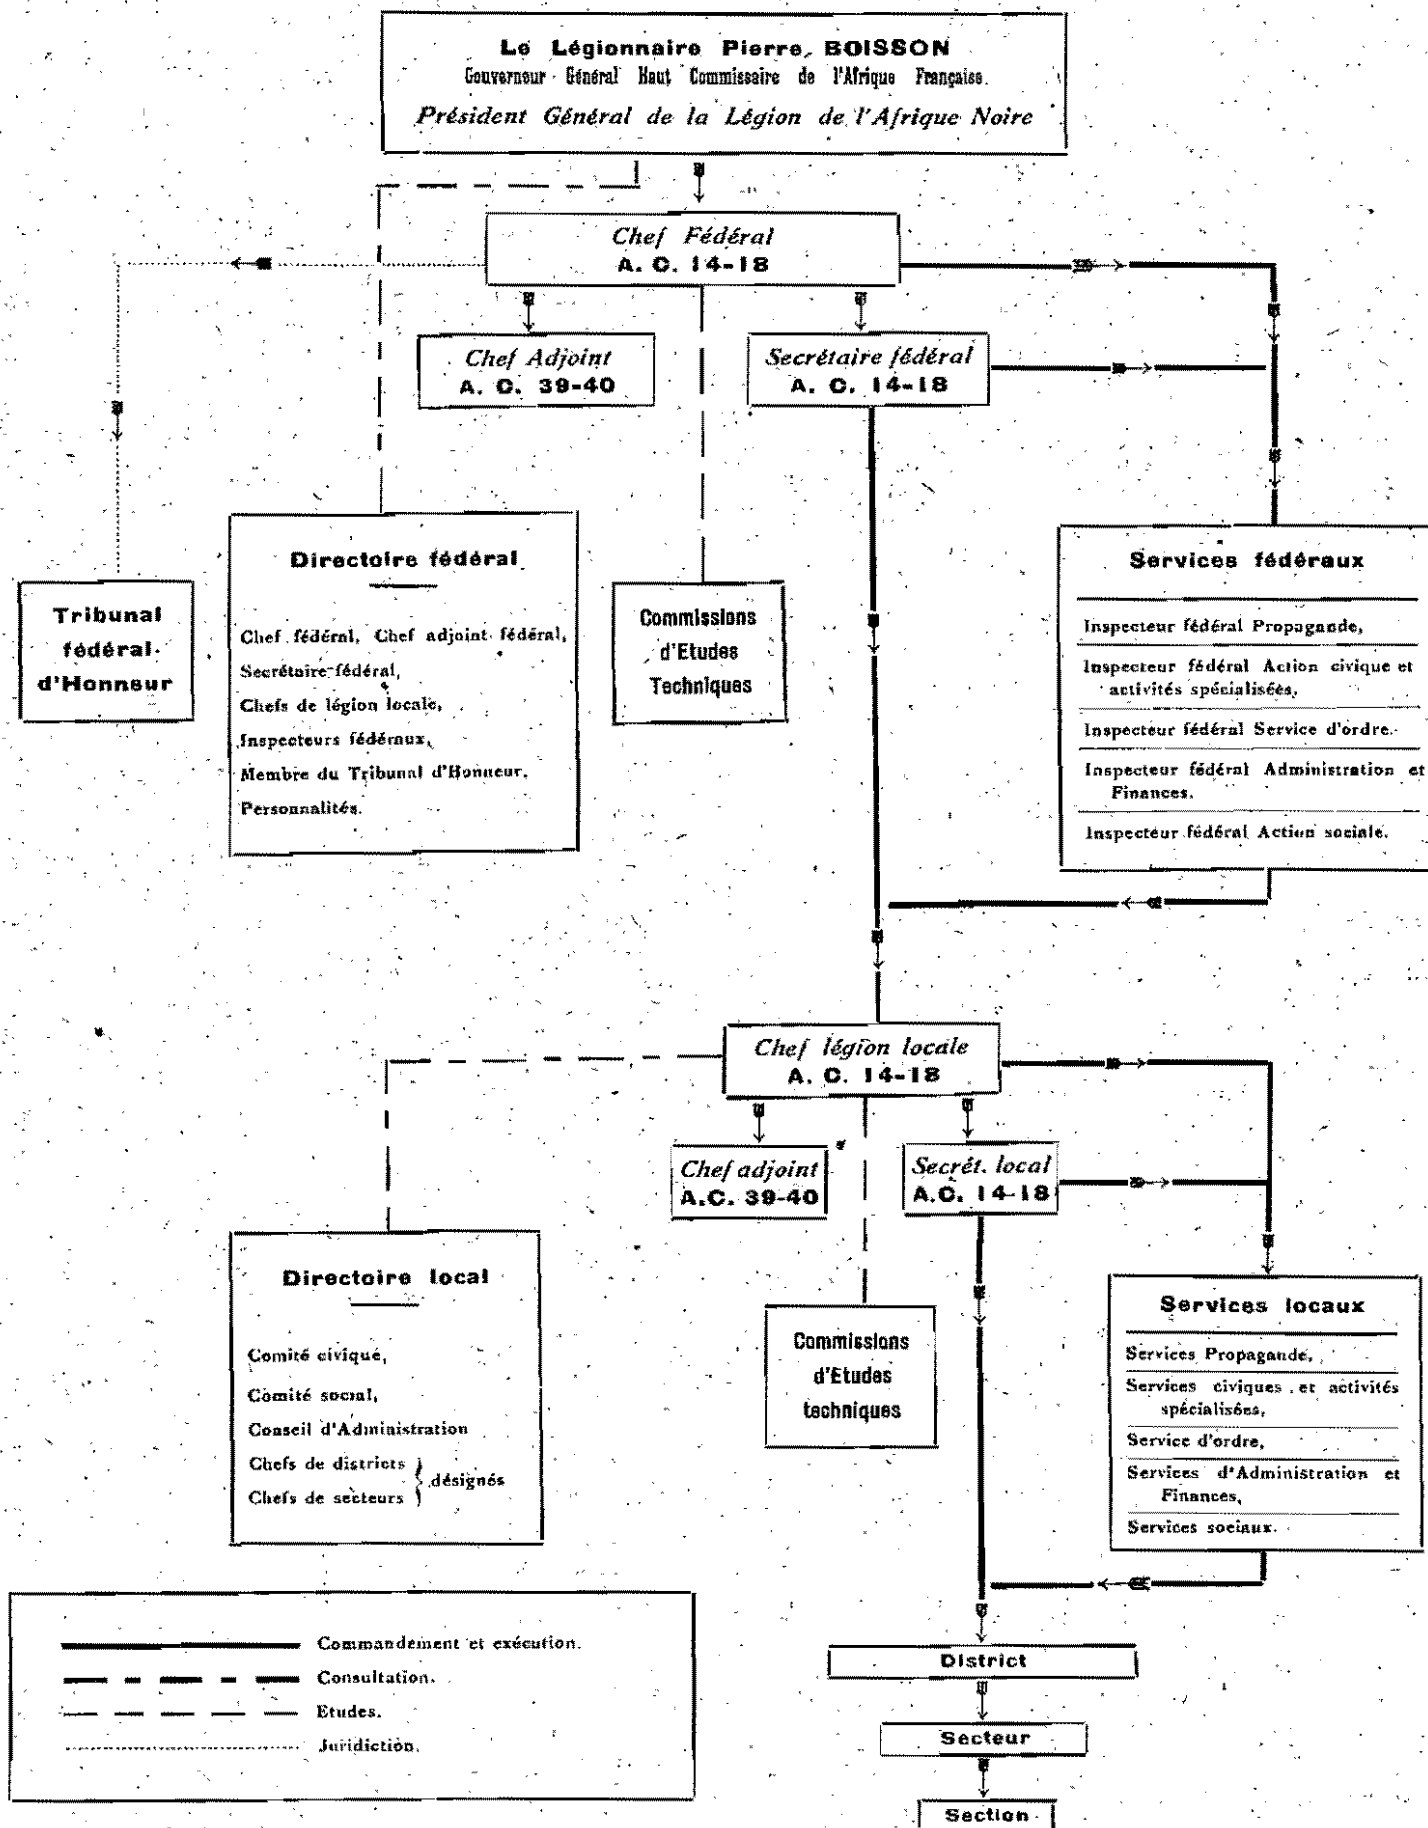 Le Légionnaire Pierre BOISSON
Gouverneur Général Haut Commissaire de l'Afrique Française.
Président Général de la Légion de l'Afrique Noire
Chef Fédéral
A. C. 14-18
Chef Adjoint
A. C. 39-40
Secrétaire fédéral
A. C. 14-18
Tribunal
fédéral
d'Honneur
Directoire fédéral
Chef fédéral, Chef adjoint fédéral,
Secrétaire fédéral,
Chefs de légion locale,
Inspecteurs fédéraux,
Membre du Tribunal d'Honneur,
Personnalités.
Commissions
d'Etudes
Techniques
Services fédéraux
Inspecteur fédéral Propagande,
Inspecteur fédéral Action civique et
activités spécialisées,
Inspecteur fédéral Service d'ordre.
Inspecteur fédéral Administration et
Finances.
Inspecteur fédéral Action sociale.
Chef légion locale
A. C. 14-18
Chef adjoint
A.C. 39-40
Secrét. local
A.C. 14-18
Directoire local
Comité civique,
Comité social,
Conseil d'Administration
Chefs de districts
Chefs de secteurs
désignés
Commissions
d'Etudes
techniques
Services locaux
Services Propagande,
Services civiques et activités
spécialisées,
Service d'ordre,
Services d'Administration et
Finances,
Services sociaux.
Commandement et exécution.
Consultation.
Etudes.
Juridiction.
District
Secteur
Section